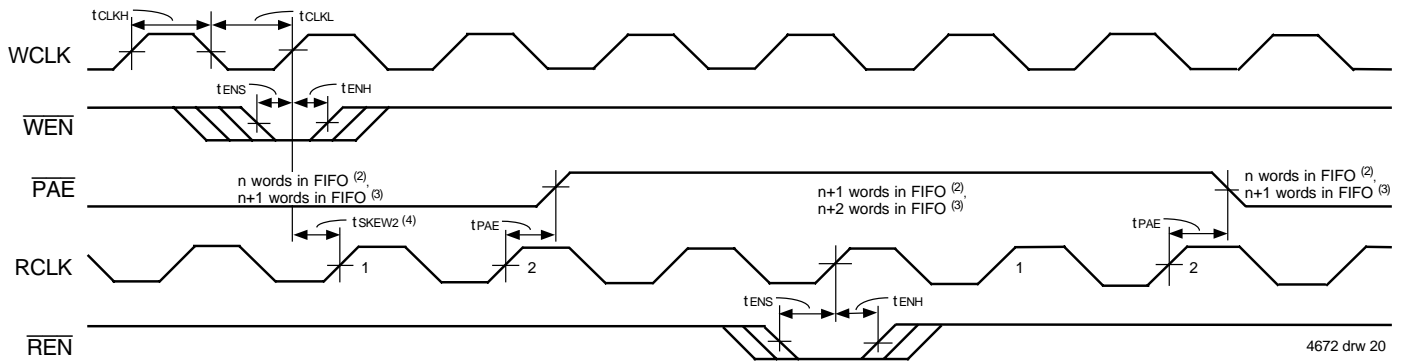 tCLKH
tCLKL
WCLK
tENS
tENH
WEN
PAE
n words in FIFO (2),
n+1 words in FIFO (3)
n+1 words in FIFO (2),
n+2 words in FIFO (3)
n words in FIFO (2),
n+1 words in FIFO (3)
tSKEW2 (4)
tPAE
tPAE
RCLK
1
2
1
2
tENS
tENH
REN
4672 drw 20